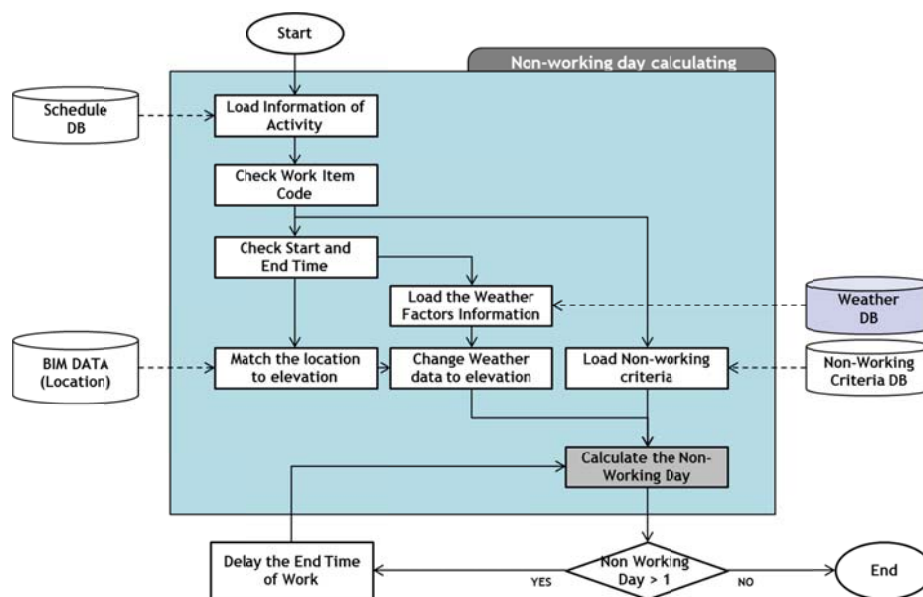 Start
Non-working day calculating
Schedule
DB
Load Information of
Activity
Check Work Item
Code
Check Start and
End Time
Load the Weather
Factors Information
Weather
DB
BIM DATA
(Location)
Match the location
to elevation
Change Weather
data to elevation
Load Non-working
criteria
Non-Working
Criteria DB
Calculate the Non-
Working Day
Delay the End Time
of Work
YES
Non Working
Day > 1
NO
End